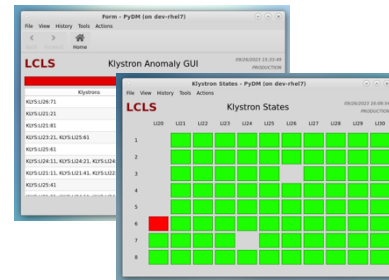 Form - PyDM (on dev-rhel7)
File View History Tools Actions
Home
LCLS Klystron Anomaly GUI
PRODUCTION
Klystrons
KLYS:LI26:71
KLYS:LI21:21
KLYS:LI21:81
KLYS:LI23:21, KLYS:LI25:61
KLYS:LI25:61
KLYS:LI24:11, KLYS:LI24:21, KLYS:LI24
KLYS:LI21:11, KLYS:LI21:41, KLYS:LI22
KLYS:LI25:41
Klystron States - PyDM (on dev-rhel7)
File View History Tools Actions
LCLS Klystron States
PRODUCTION
LI20 LI21 LI22 LI23 LI24 LI25 LI26 LI27 LI28 LI29 LI30
1
2
3
4
5
6
7
8